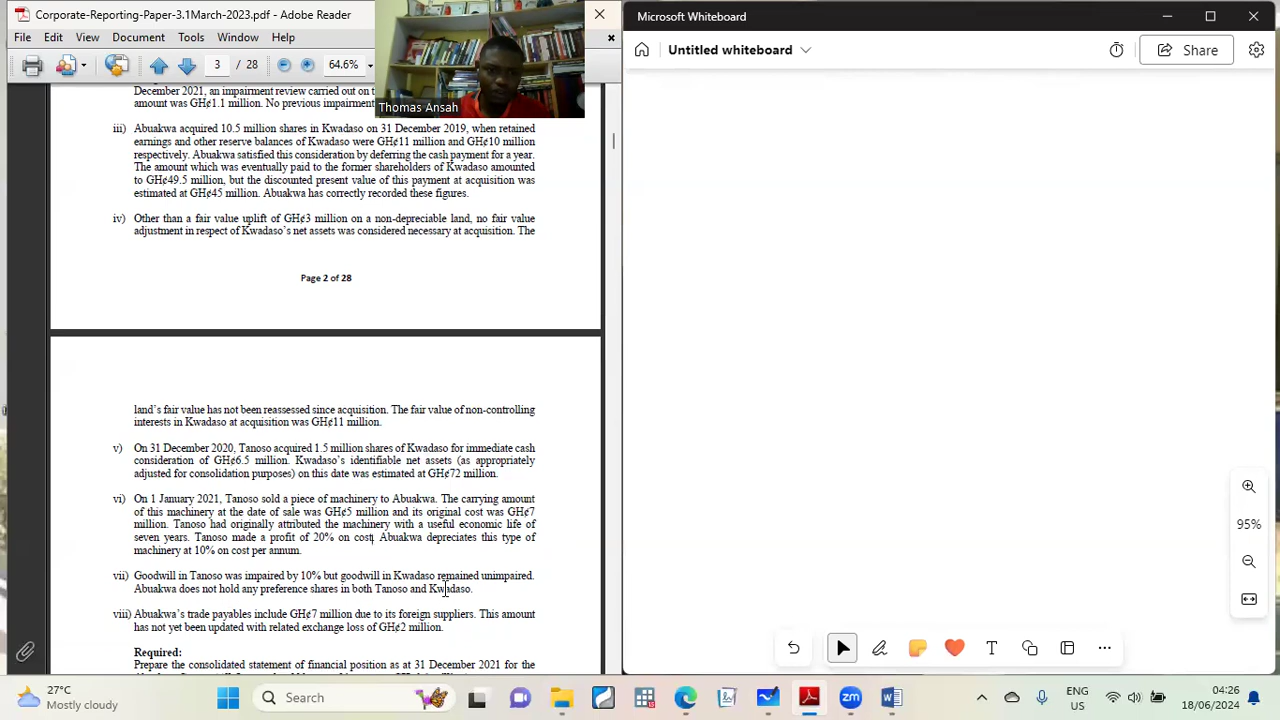 Corporate-Reporting-Paper-3.1March-2023.pdf - Adobe Reader
Microsoft Whiteboard
File Edit View Document Tools Window Help
Untitled whiteboard
Share
3 / 28 64.6%
Thomas Ansah
December 2021, an impairment review carried out on t
amount was GH¢1.1 million. No previous impairment
iii) Abuakwa acquired 10.5 million shares in Kwadaso on 31 December 2019, when retained
earnings and other reserve balances of Kwadaso were GH¢11 million and GH¢10 million
respectively. Abuakwa satisfied this consideration by deferring the cash payment for a year.
The amount which was eventually paid to the former shareholders of Kwadaso amounted
to GH¢49.5 million, but the discounted present value of this payment at acquisition was
estimated at GH¢45 million. Abuakwa has correctly recorded these figures.
iv) Other than a fair value uplift of GH¢3 million on a non-depreciable land, no fair value
adjustment in respect of Kwadaso's net assets was considered necessary at acquisition. The
Page 2 of 28
land's fair value has not been reassessed since acquisition. The fair value of non-controlling
interests in Kwadaso at acquisition was GH¢11 million.
v) On 31 December 2020, Tanoso acquired 1.5 million shares of Kwadaso for immediate cash
consideration of GH¢6.5 million. Kwadaso's identifiable net assets (as appropriately
adjusted for consolidation purposes) on this date was estimated at GH¢72 million.
vi) On 1 January 2021, Tanoso sold a piece of machinery to Abuakwa. The carrying amount
of this machinery at the date of sale was GH¢5 million and its original cost was GH¢7
million. Tanoso had originally attributed the machinery with a useful economic life of
seven years. Tanoso made a profit of 20% on cost. Abuakwa depreciates this type of
machinery at 10% on cost per annum.
vii) Goodwill in Tanoso was impaired by 10% but goodwill in Kwadaso remained unimpaired.
Abuakwa does not hold any preference shares in both Tanoso and Kwadaso.
viii) Abuakwa's trade payables include GH¢7 million due to its foreign suppliers. This amount
has not yet been updated with related exchange loss of GH¢2 million.
Required:
Prepare the consolidated statement of financial position as at 31 December 2021 for the
95%
27°C
Mostly cloudy
Search
ENG
US
04:26
18/06/2024